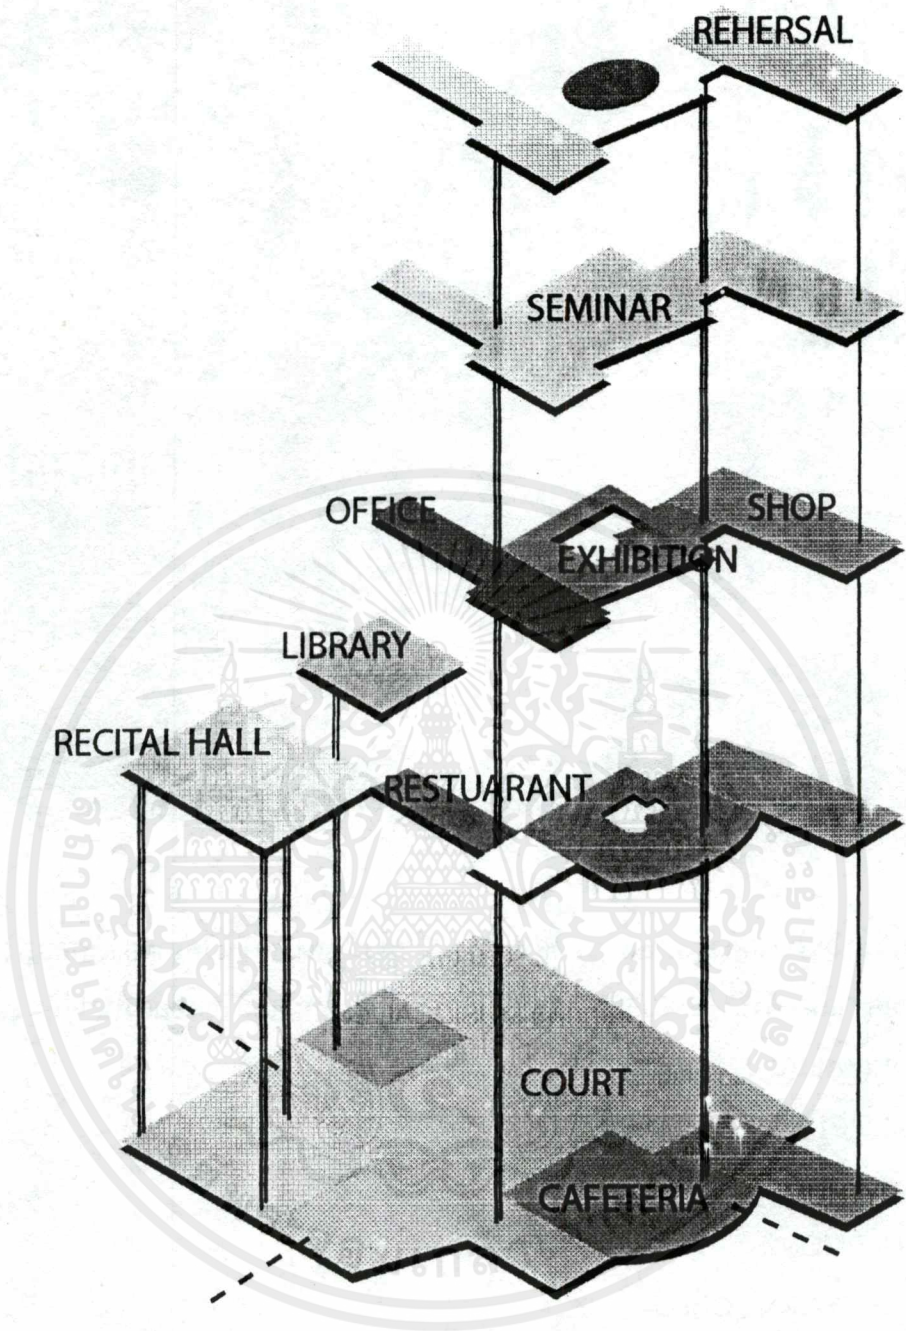 REHERSAL
SEMINAR
OFFICE
SHOP
EXHIBITION
LIBRARY
RECITAL HALL
RESTUARANT
COURT
CAFETERIA